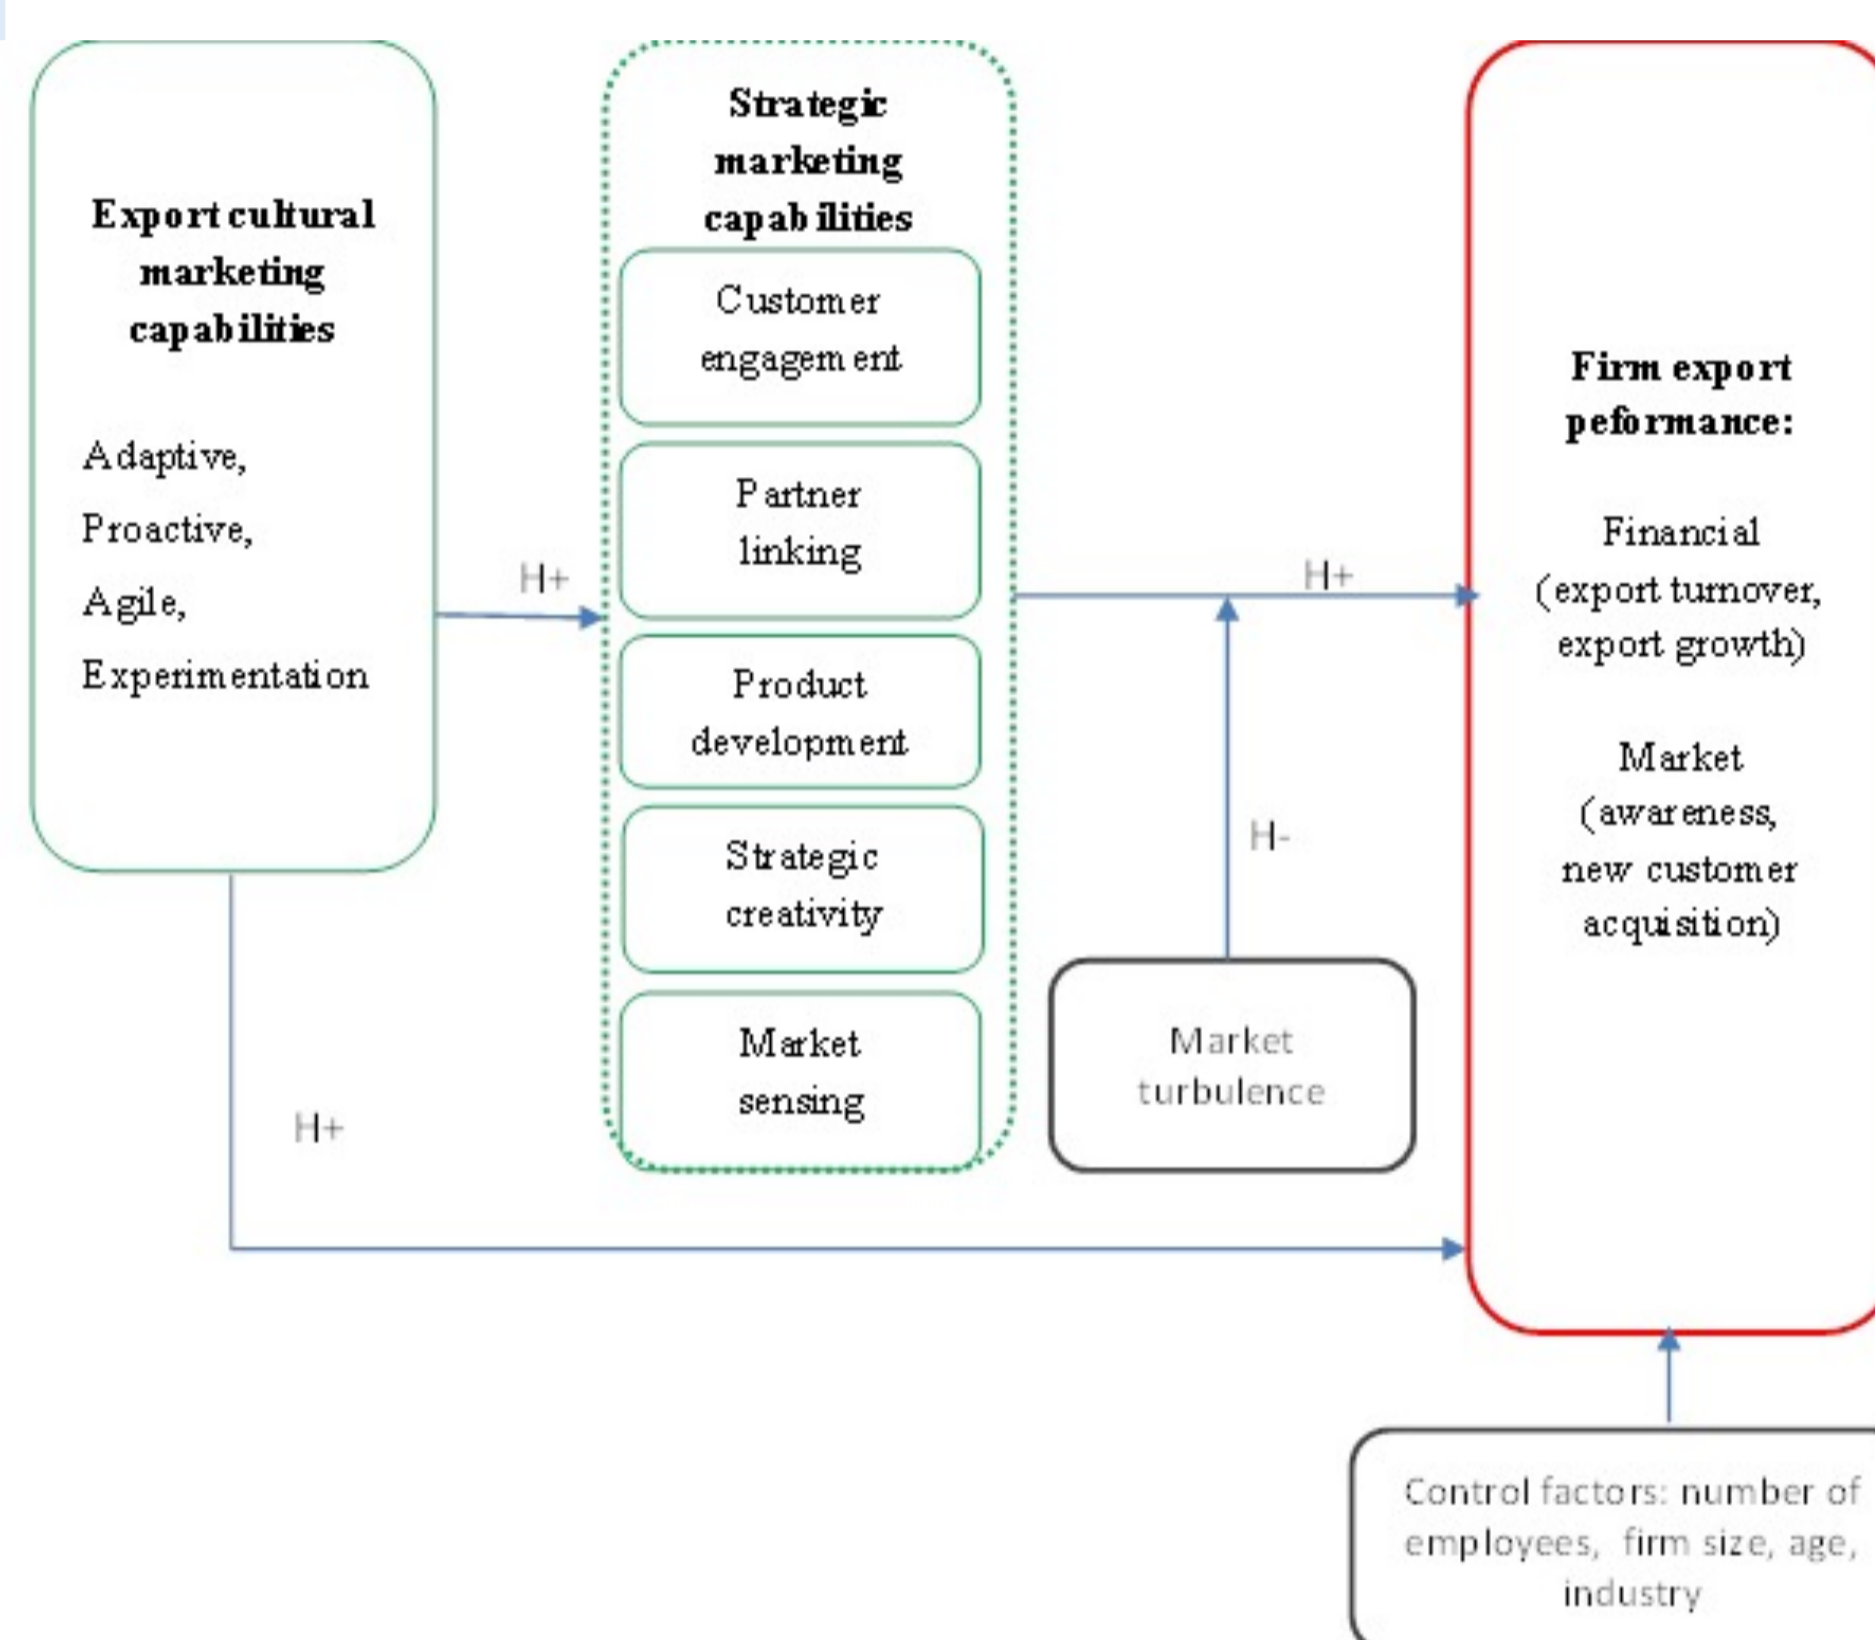 Export cultural
marketing
capabilities
Adaptive,
Proactive,
Agile,
Experimentation
H+
H+
Strategic
marketing
capabilities
Customer
engagement
Partner
linking
Product
development
Strategic
creativity
Market
sensing
H+
H-
Market
turbulence
Firm export
peformance:
Financial
(export turnover,
export growth)
Market
(awareness,
new customer
acquisition)
Control factors: number of
employees, firm size, age,
industry